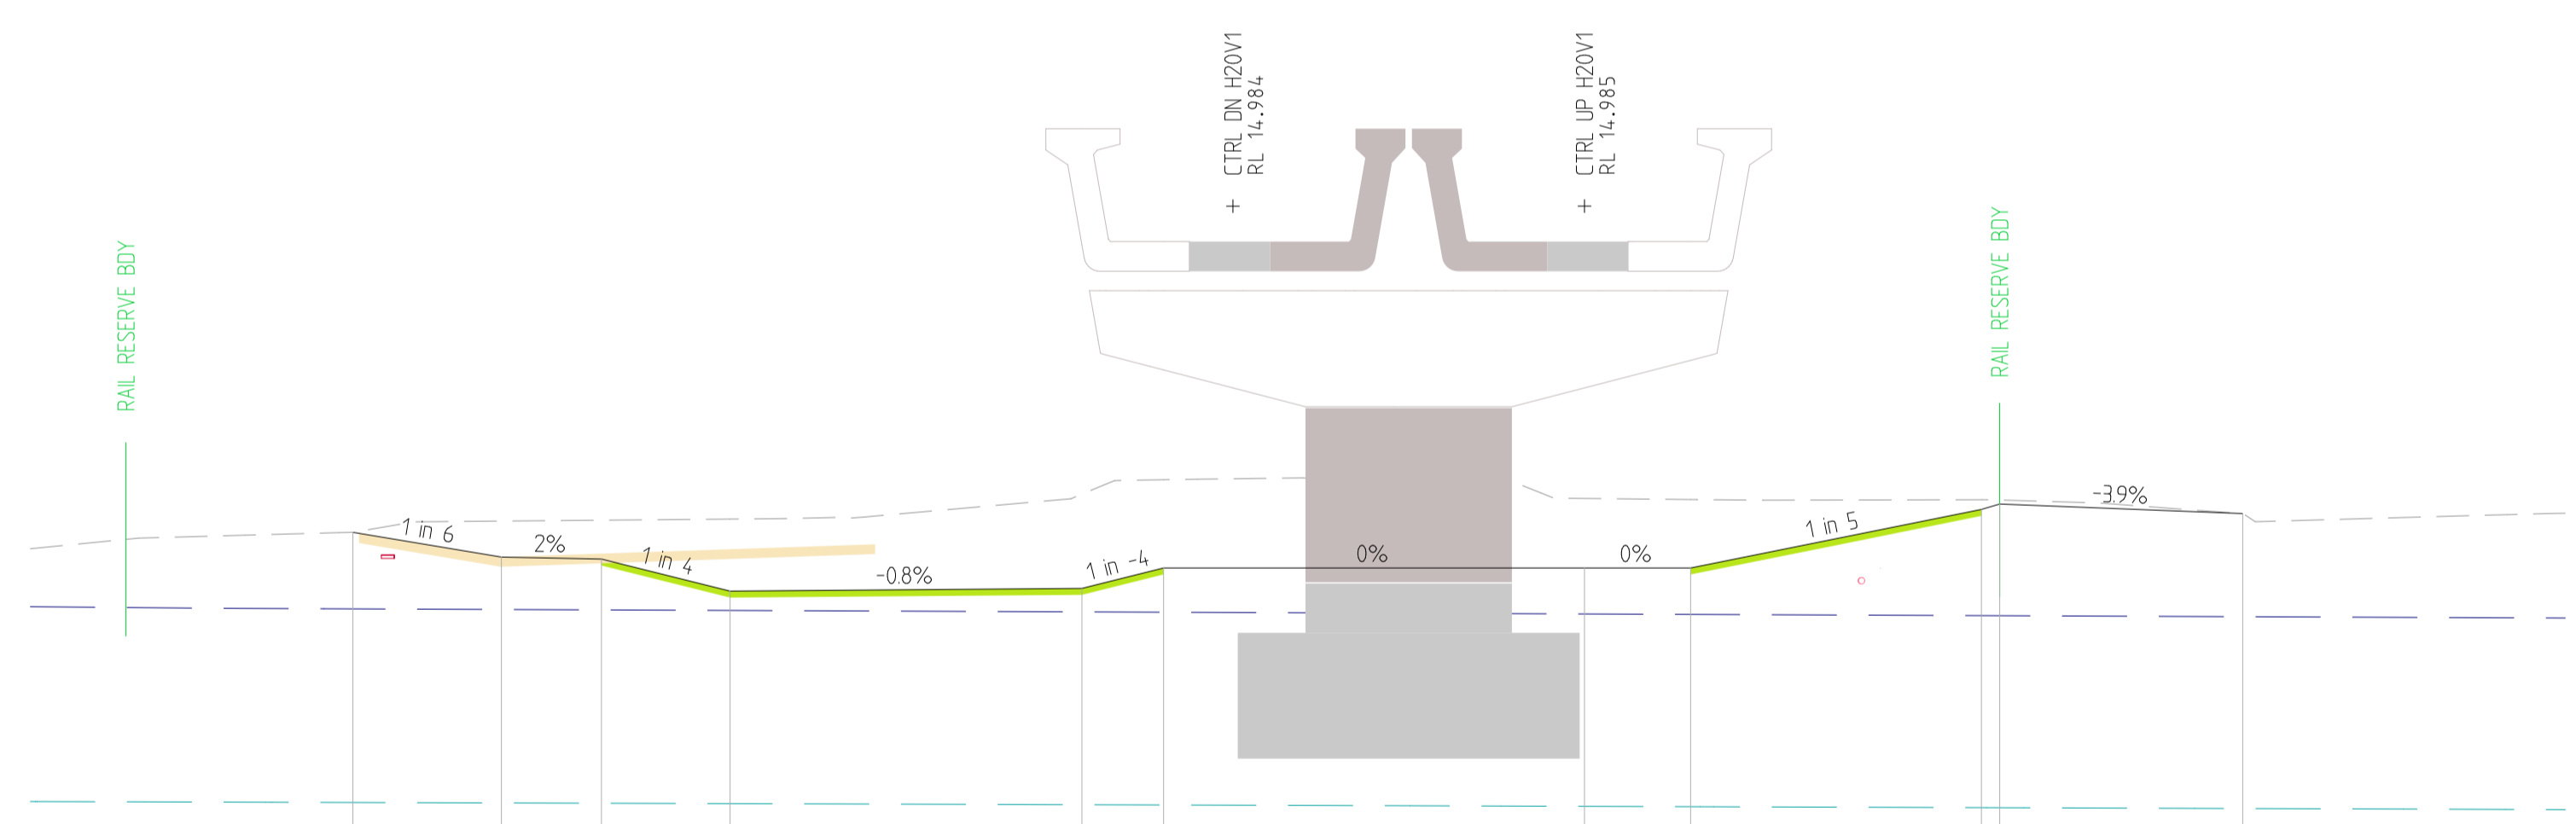 CTRL DN H20V1
RL 14.984
CTRL UP H20V1
RL 14.985
RAIL RESERVE BDY
RAIL RESERVE BDY
1 in 6
2%
1 in 4
-0.8%
1 in -4
0%
0%
1 in 5
-3.9%